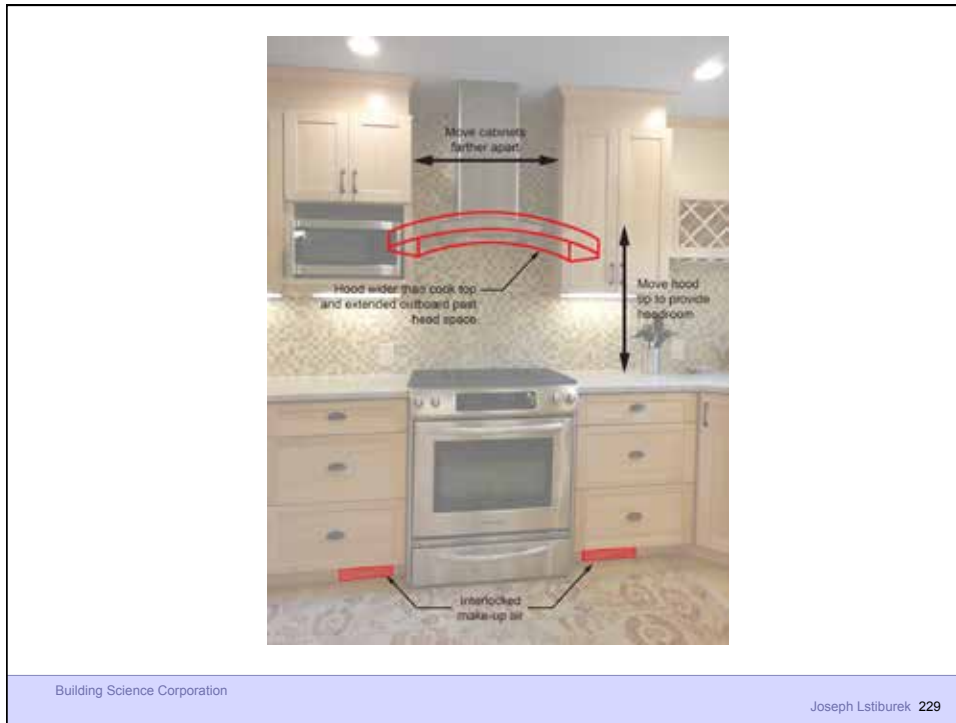 Move cabinets
farther apart
Hood wider than cook top
and extended outboard past
head space
Move hood
up to provide
headroom
Interlocked
make-up air
Building Science Corporation
Joseph Lstiburek 229